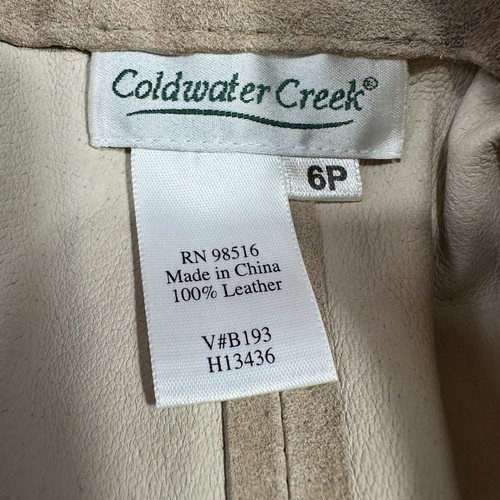 Coldwater Creek®
6P
RN 98516
Made in China
100% Leather
V#B193
H13436